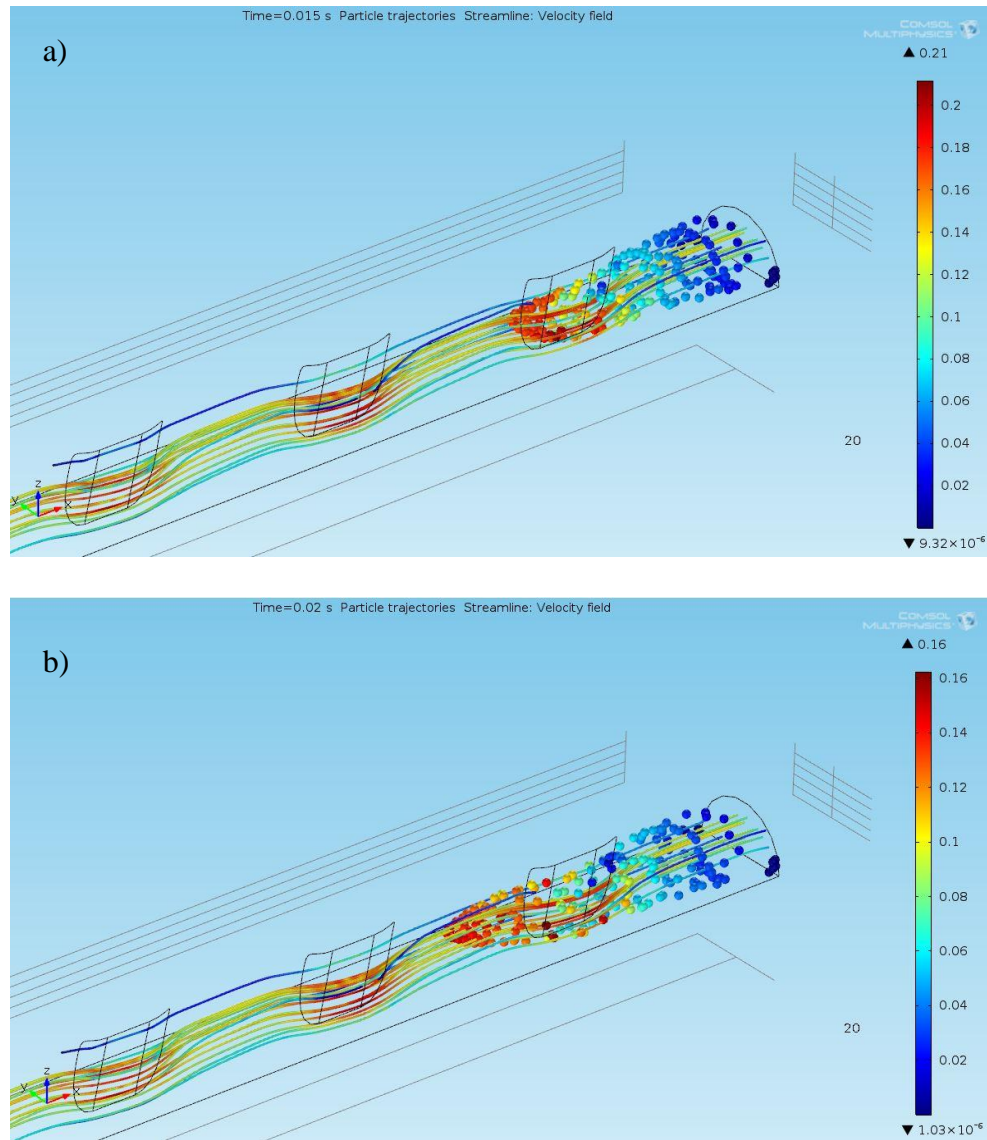 Time=0.015 s  Particle trajectories  Streamline: Velocity field
COMSOL
MULTIPHYSICS
a)
▲ 0.21
0.2
0.18
0.16
0.14
0.12
0.1
0.08
0.06
0.04
0.02
▼ 9.32×10⁻⁶
20
z
y
x
Time=0.02 s  Particle trajectories  Streamline: Velocity field
COMSOL
MULTIPHYSICS
b)
▲ 0.16
0.16
0.14
0.12
0.1
0.08
0.06
0.04
0.02
▼ 1.03×10⁻⁶
20
z
y
x